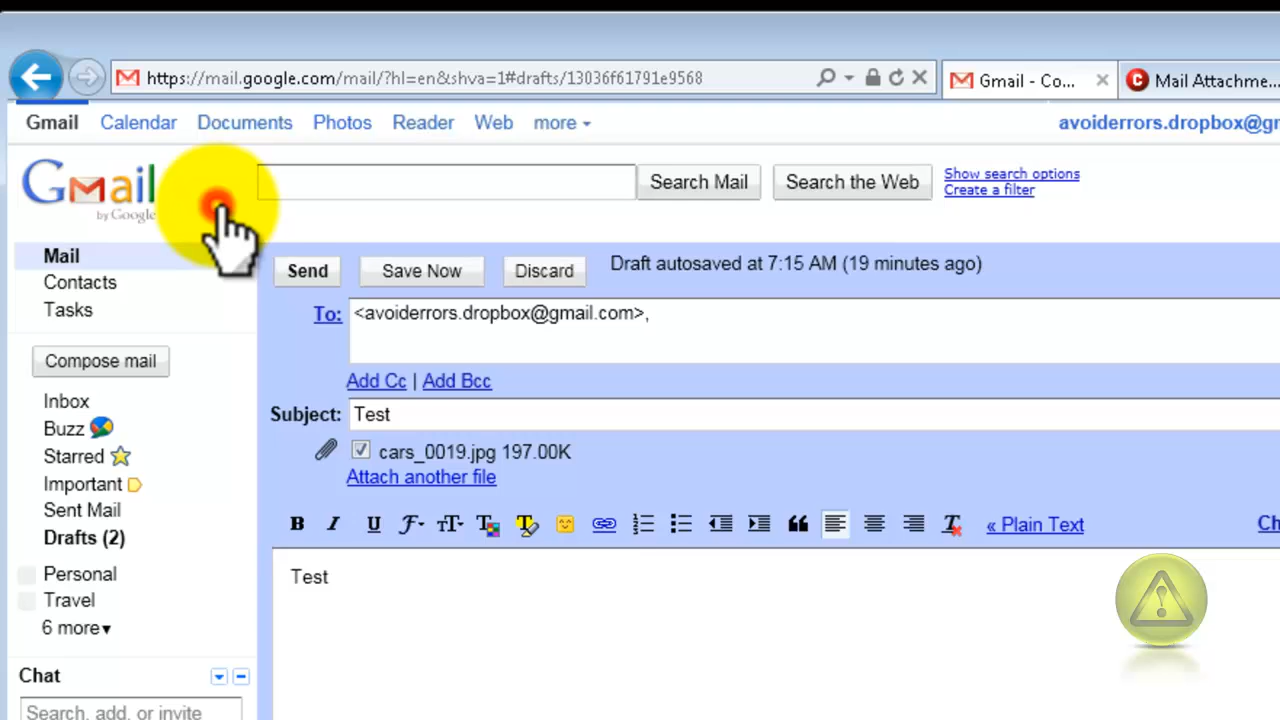 https://mail.google.com/mail/?hl=en&shva=1#drafts/13036f61791e9568
Gmail - Co...
Mail Attachme...
Gmail Calendar Documents Photos Reader Web more
avoiderrors.dropbox@gm
Gmail
by Google
Search Mail
Search the Web
Show search options
Create a filter
Mail
Contacts
Tasks
Send
Save Now
Discard
Draft autosaved at 7:15 AM (19 minutes ago)
To: <avoiderrors.dropbox@gmail.com>,
Add Cc | Add Bcc
Subject: Test
cars_0019.jpg 197.00K
Attach another file
« Plain Text
Ch
Test
Compose mail
Inbox
Buzz
Starred
Important
Sent Mail
Drafts (2)
Personal
Travel
6 more
Chat
Search, add, or invite